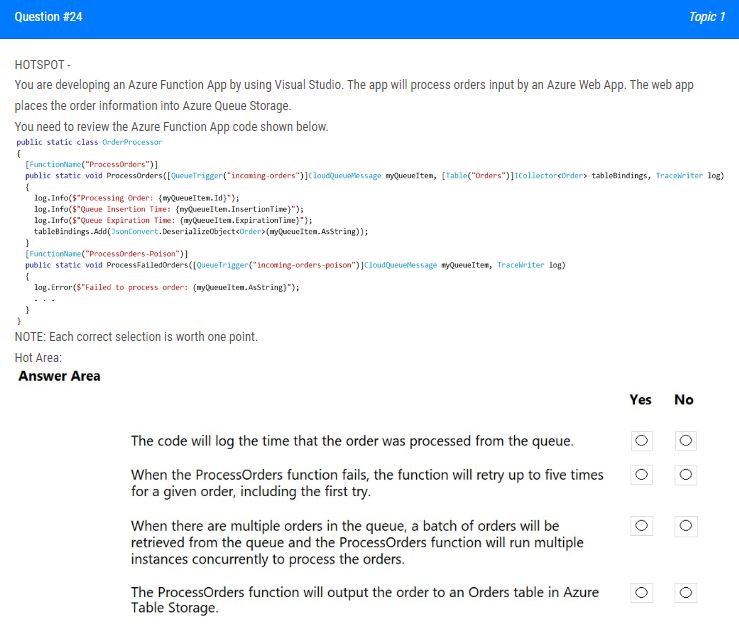 Question #24
Topic 1
HOTSPOT -
You are developing an Azure Function App by using Visual Studio. The app will process orders input by an Azure Web App. The web app
places the order information into Azure Queue Storage.
You need to review the Azure Function App code shown below.
public static class OrderProcessor
{
[FunctionName("ProcessOrders")]
public static void ProcessOrders([QueueTrigger("incoming-orders")]CloudQueueMessage myQueueItem, [Table("Orders")]ICollector<Order> tableBindings, TraceWriter log)
{
log.Info($"Processing Order: {myQueueItem.Id}");
log.Info($"Queue Insertion Time: {myQueueItem.InsertionTime}");
log.Info($"Queue Expiration Time: {myQueueItem.ExpirationTime}");
tableBindings.Add(JsonConvert.DeserializeObject<Order>(myQueueItem.AsString));
}
[FunctionName("ProcessOrders-Poison")]
public static void ProcessFailedOrders([QueueTrigger("incoming-orders-poison")]CloudQueueMessage myQueueItem, TraceWriter log)
{
log.Error($"Failed to process order: {myQueueItem.AsString}");
. . .
}
}
NOTE: Each correct selection is worth one point.
Hot Area:
Answer Area
Yes No
The code will log the time that the order was processed from the queue.
When the ProcessOrders function fails, the function will retry up to five times
for a given order, including the first try.
When there are multiple orders in the queue, a batch of orders will be
retrieved from the queue and the ProcessOrders function will run multiple
instances concurrently to process the orders.
The ProcessOrders function will output the order to an Orders table in Azure
Table Storage.